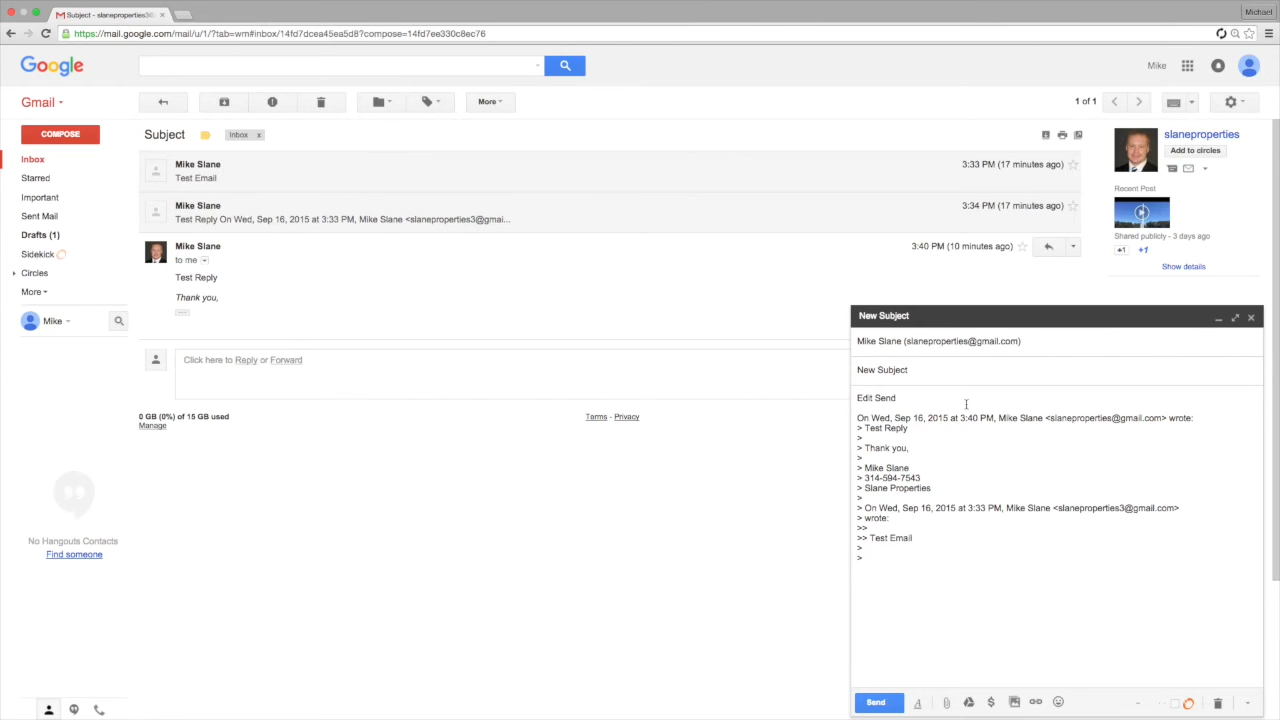 Subject - slaneproperties3@
Michael
https://mail.google.com/mail/u/1/?tab=wm#inbox/14fd7dcea45ea5d8?compose=14fd7ee330c8ec76
Google
Mike
Gmail
More
1 of 1
COMPOSE
Inbox
Starred
Important
Sent Mail
Drafts (1)
Sidekick
Circles
More
Mike
No Hangouts Contacts
Find someone
Subject
Inbox x
Mike Slane
3:33 PM (17 minutes ago)
Test Email
Mike Slane
3:34 PM (17 minutes ago)
Test Reply On Wed, Sep 16, 2015 at 3:33 PM, Mike Slane <slaneproperties3@gmai...
Mike Slane
3:40 PM (10 minutes ago)
to me
Test Reply
Thank you,
Click here to Reply or Forward
0 GB (0%) of 15 GB used
Manage
Terms - Privacy
slaneproperties
Add to circles
Recent Post
Shared publicly - 3 days ago
+1 +1
Show details
New Subject
Mike Slane (slaneproperties@gmail.com)
New Subject
Edit Send
On Wed, Sep 16, 2015 at 3:40 PM, Mike Slane <slaneproperties@gmail.com> wrote:
> Test Reply
>
> Thank you,
>
> Mike Slane
> 314-594-7543
> Slane Properties
>
> On Wed, Sep 16, 2015 at 3:33 PM, Mike Slane <slaneproperties3@gmail.com>
> wrote:
>>
>> Test Email
>
>
Send